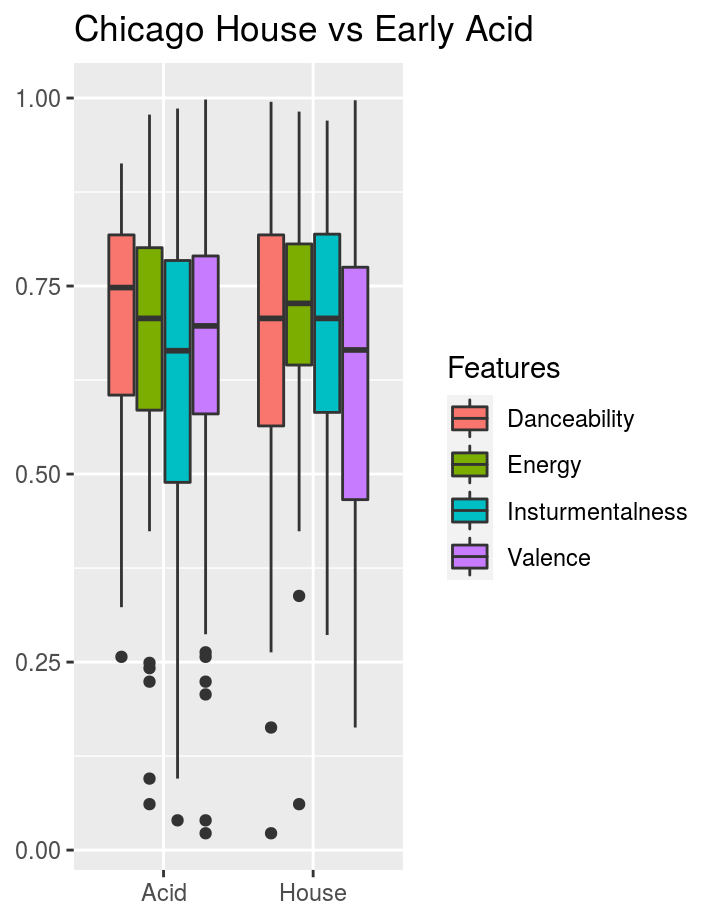 Chicago House vs Early Acid
1.00
0.75
0.50
0.25
0.00
Acid House
Features
Danceability
Energy
Insturmentalness
Valence